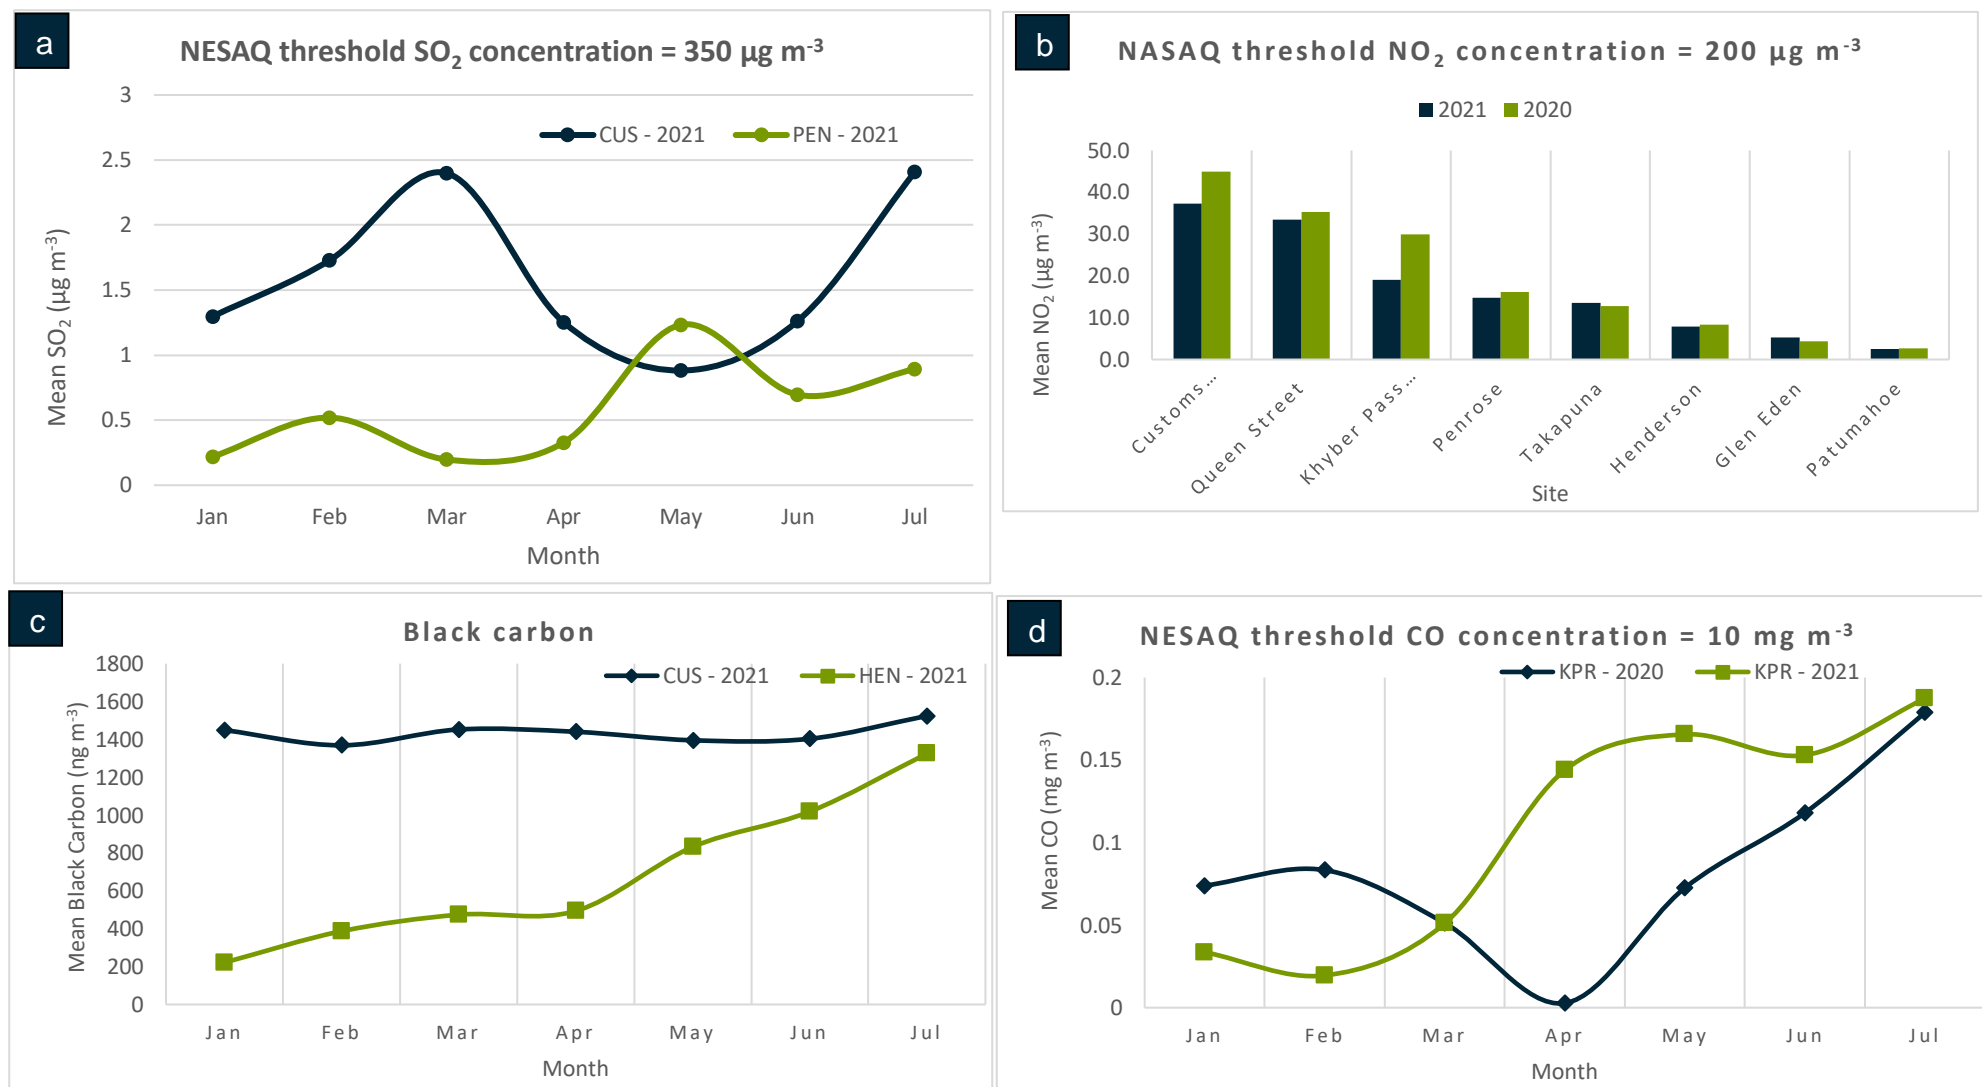 a
NESAQ threshold SO2 concentration = 350 µg m-3
CUS - 2021
PEN - 2021
3
2.5
2
1.5
1
0.5
0
Mean SO2 (µg m-3)
Jan Feb Mar Apr May Jun Jul
Month
b
NASAQ threshold NO2 concentration = 200 µg m-3
2021 2020
50.0
40.0
30.0
20.0
10.0
0.0
Mean NO2 (µg m-3)
Customs...
Queen Street
Khyber Pass...
Penrose
Takapuna
Henderson
Glen Eden
Patumahoe
Site
c
Black carbon
CUS - 2021
HEN - 2021
1800
1600
1400
1200
1000
800
600
400
200
0
Mean Black Carbon (ng m-3)
Jan Feb Mar Apr May Jun Jul
Month
d
NESAQ threshold CO concentration = 10 mg m-3
KPR - 2020
KPR - 2021
0.2
0.15
0.1
0.05
0
Mean CO (mg m-3)
Jan Feb Mar Apr May Jun Jul
Month